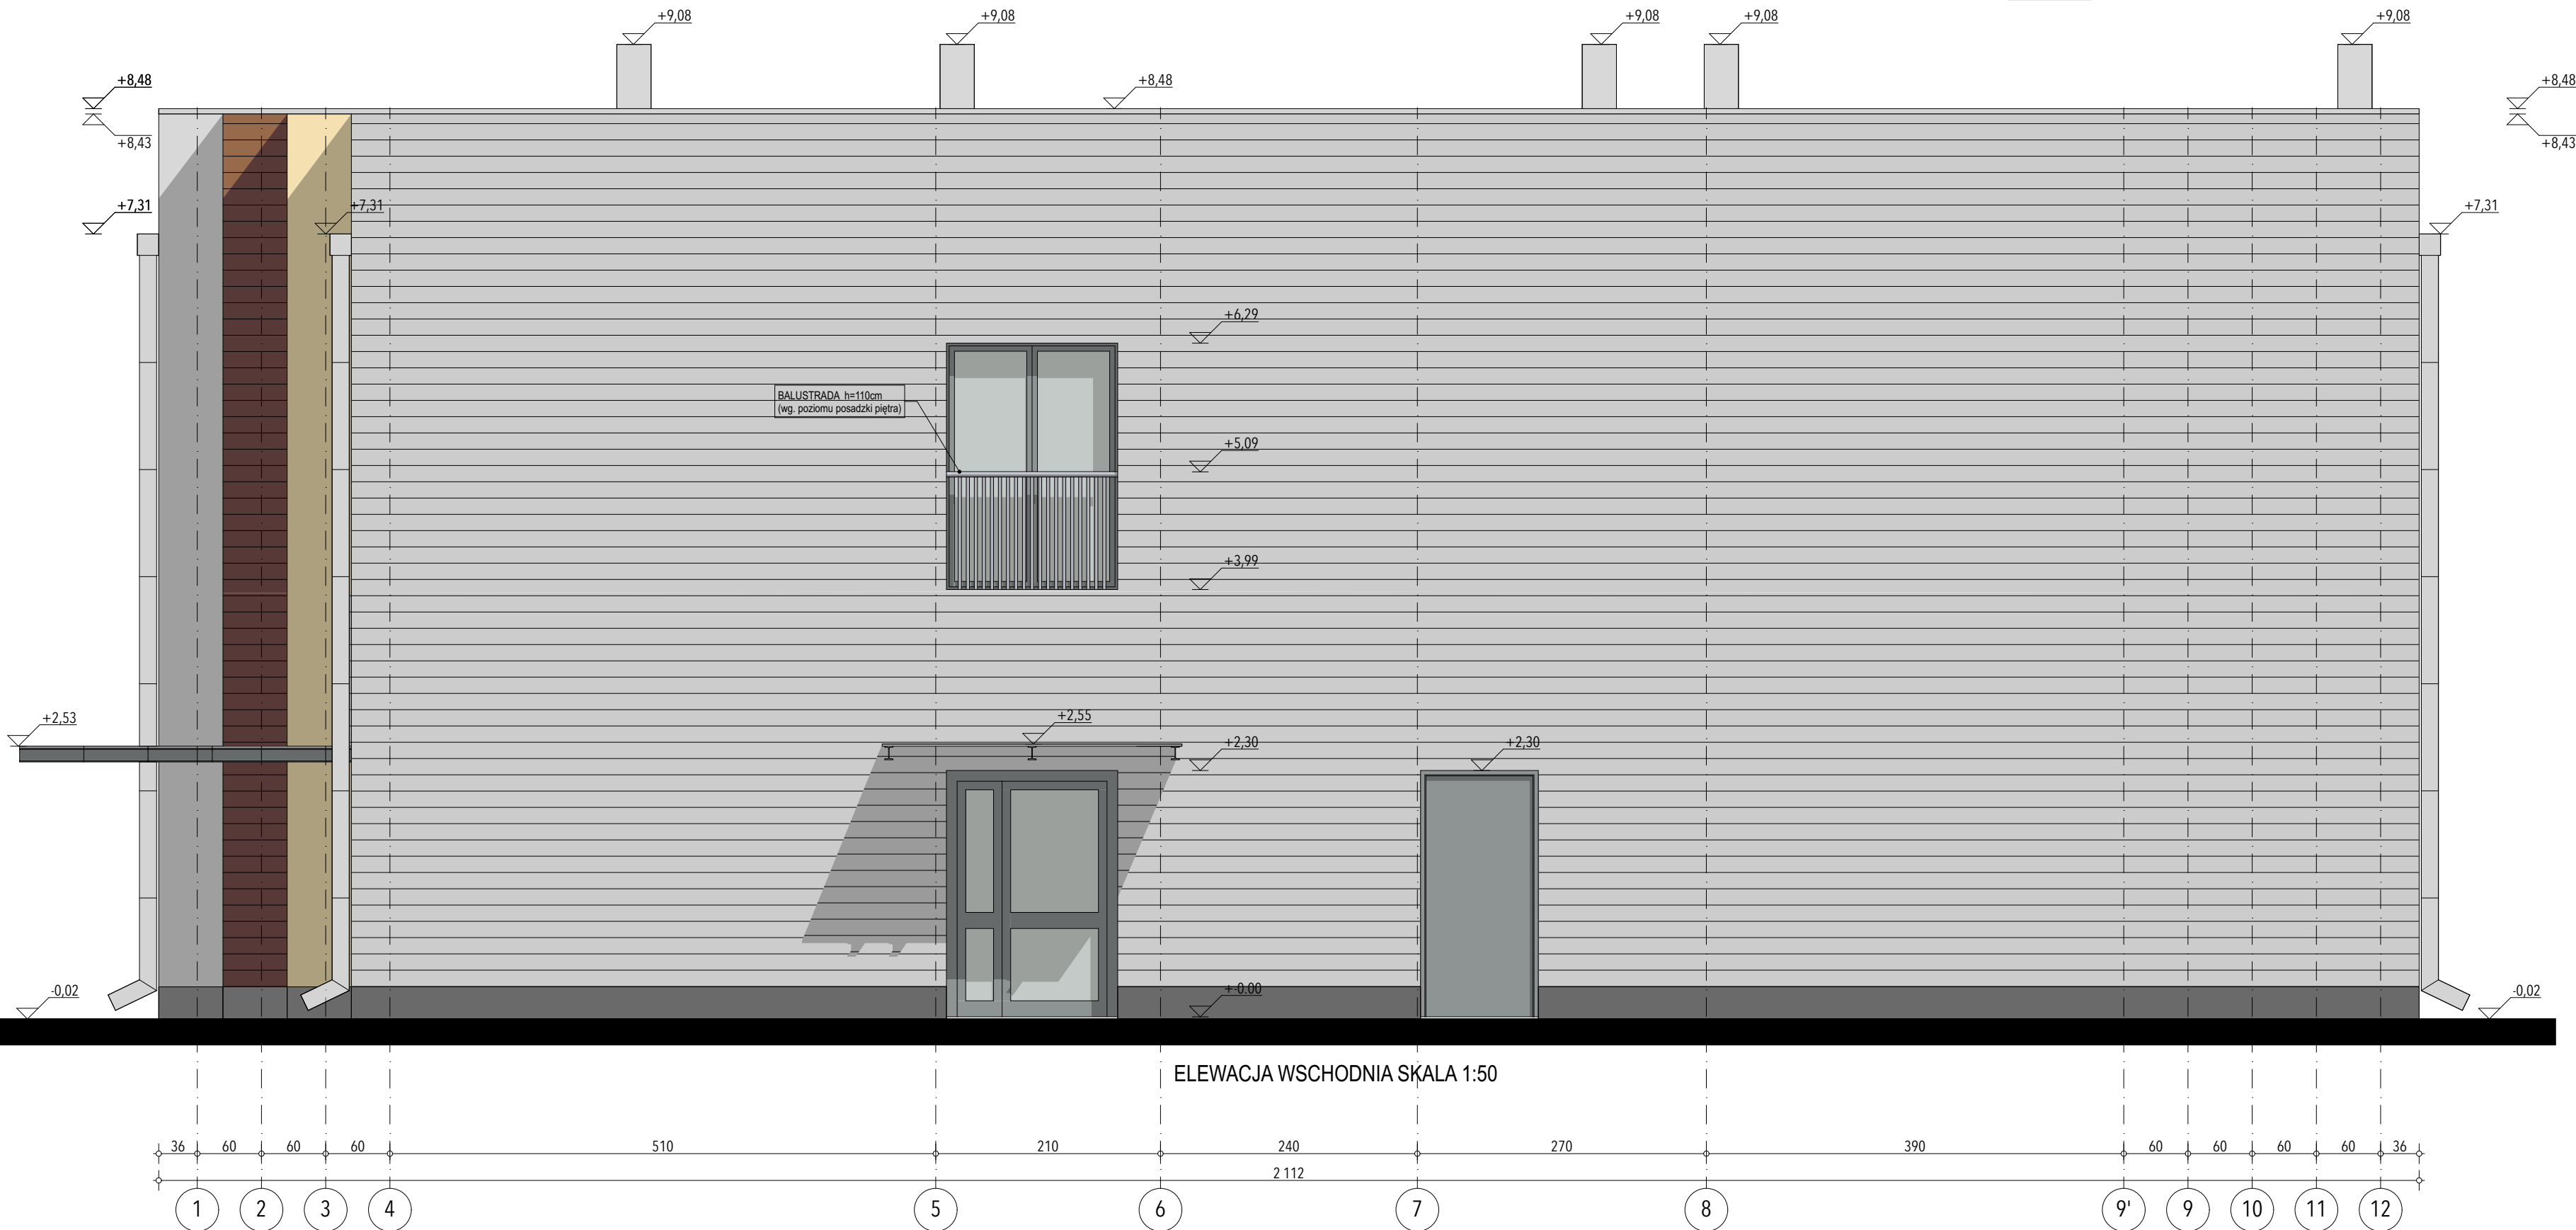 +9,08 +9,08 +9,08 +9,08 +9,08
+8,48 +8,48 +8,48
+8,43 +8,43
+7,31 +7,31 +7,31
+6,29
BALUSTRADA h=110cm
(wg. poziomu posadzki piętra)
+5,09
+3,99
+2,53 +2,55
+2,30 +2,30
-0,02 +-0.00 -0,02
ELEWACJA WSCHODNIA SKALA 1:50
36 60 60 60 510 210 240 270 390 60 60 60 60 36
2 112
1 2 3 4 5 6 7 8 9' 9 10 11 12